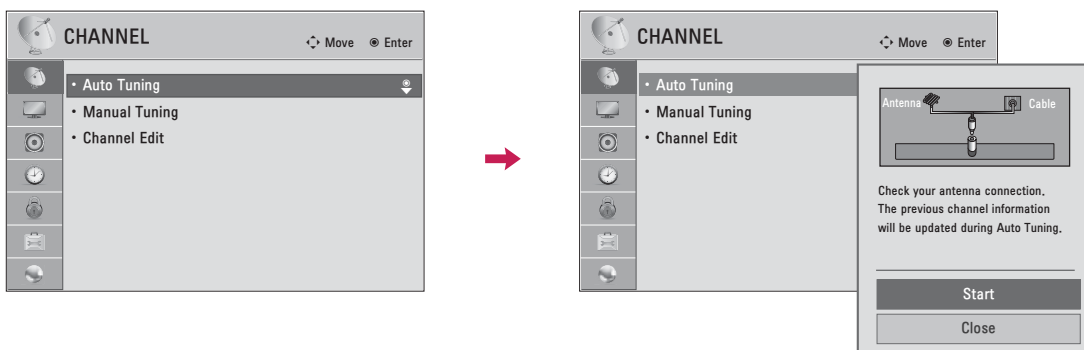 CHANNEL
Move Enter
• Auto Tuning
• Manual Tuning
• Channel Edit
CHANNEL
Move Enter
• Auto Tuning
• Manual Tuning
• Channel Edit
Antenna Cable
Check your antenna connection.
The previous channel information
will be updated during Auto Tuning.
Start
Close